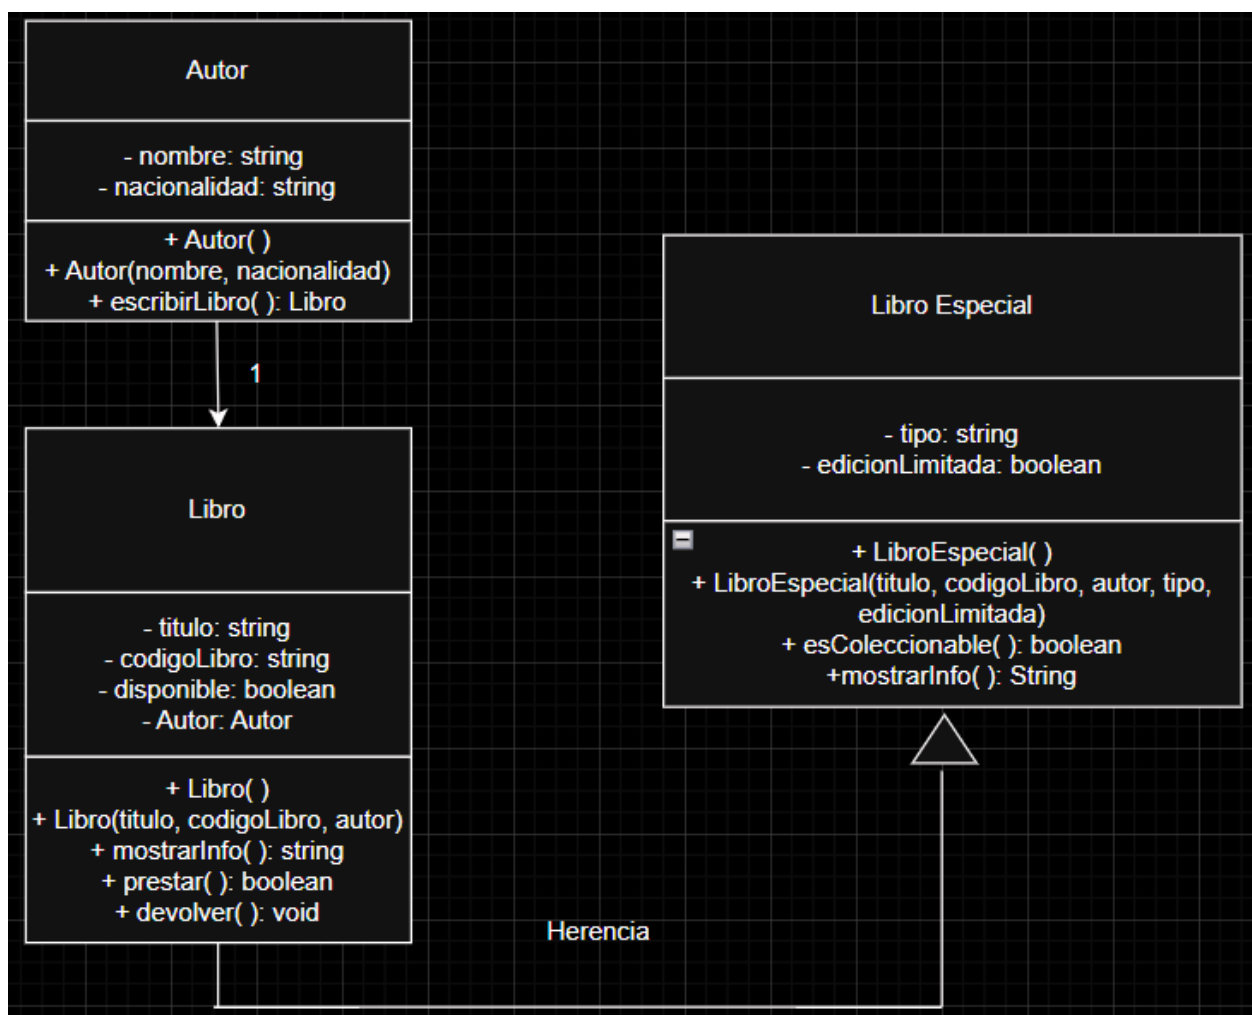 Autor
- nombre: string
- nacionalidad: string
+ Autor( )
+ Autor(nombre, nacionalidad)
+ escribirLibro( ): Libro
1
Libro
- titulo: string
- codigoLibro: string
- disponible: boolean
- Autor: Autor
+ Libro( )
+ Libro(titulo, codigoLibro, autor)
+ mostrarInfo( ): string
+ prestar( ): boolean
+ devolver( ): void
Herencia
Libro Especial
- tipo: string
- edicionLimitada: boolean
+ LibroEspecial( )
+ LibroEspecial(titulo, codigoLibro, autor, tipo,
edicionLimitada)
+ esColeccionable( ): boolean
+mostrarInfo( ): String